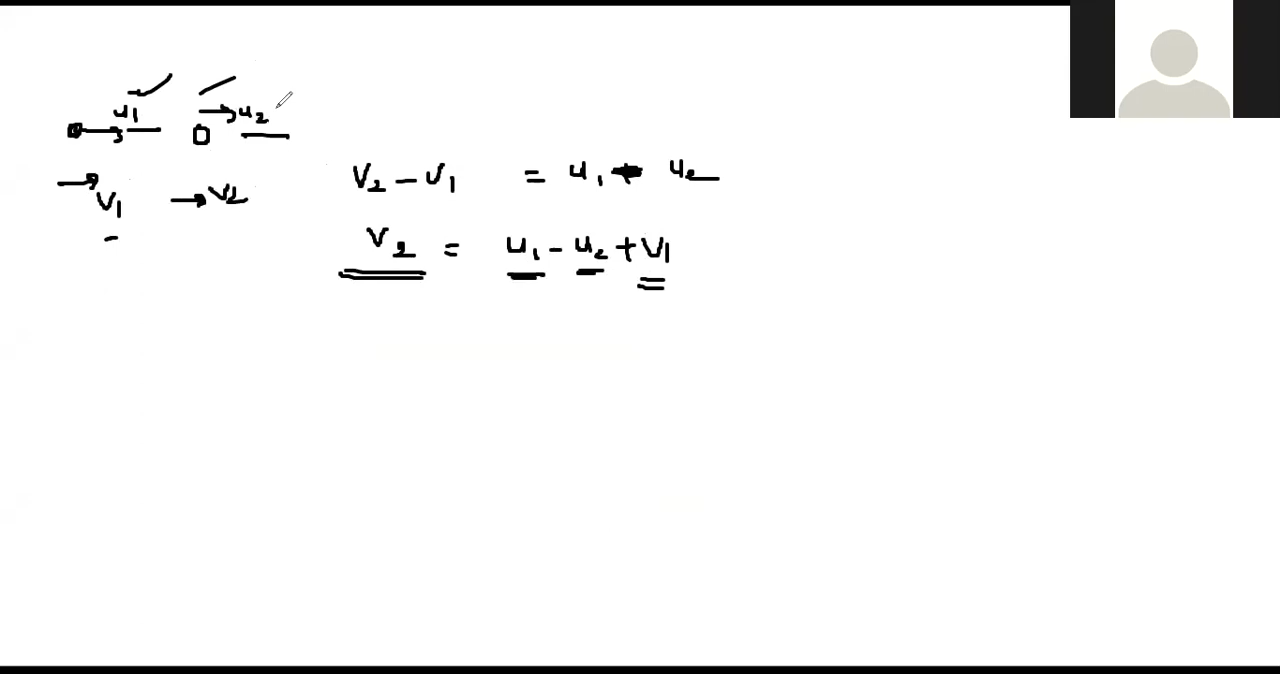 u1 u2
V1 V2
V2 - V1 = u1 - u2
V2 = u1 - u2 + V1